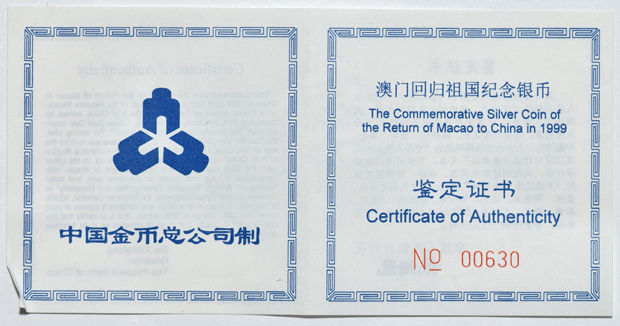 中国金币总公司制
澳门回归祖国纪念银币
The Commemorative Silver Coin of
the Return of Macao to China in 1999
鉴定证书
Certificate of Authenticity
No 00630